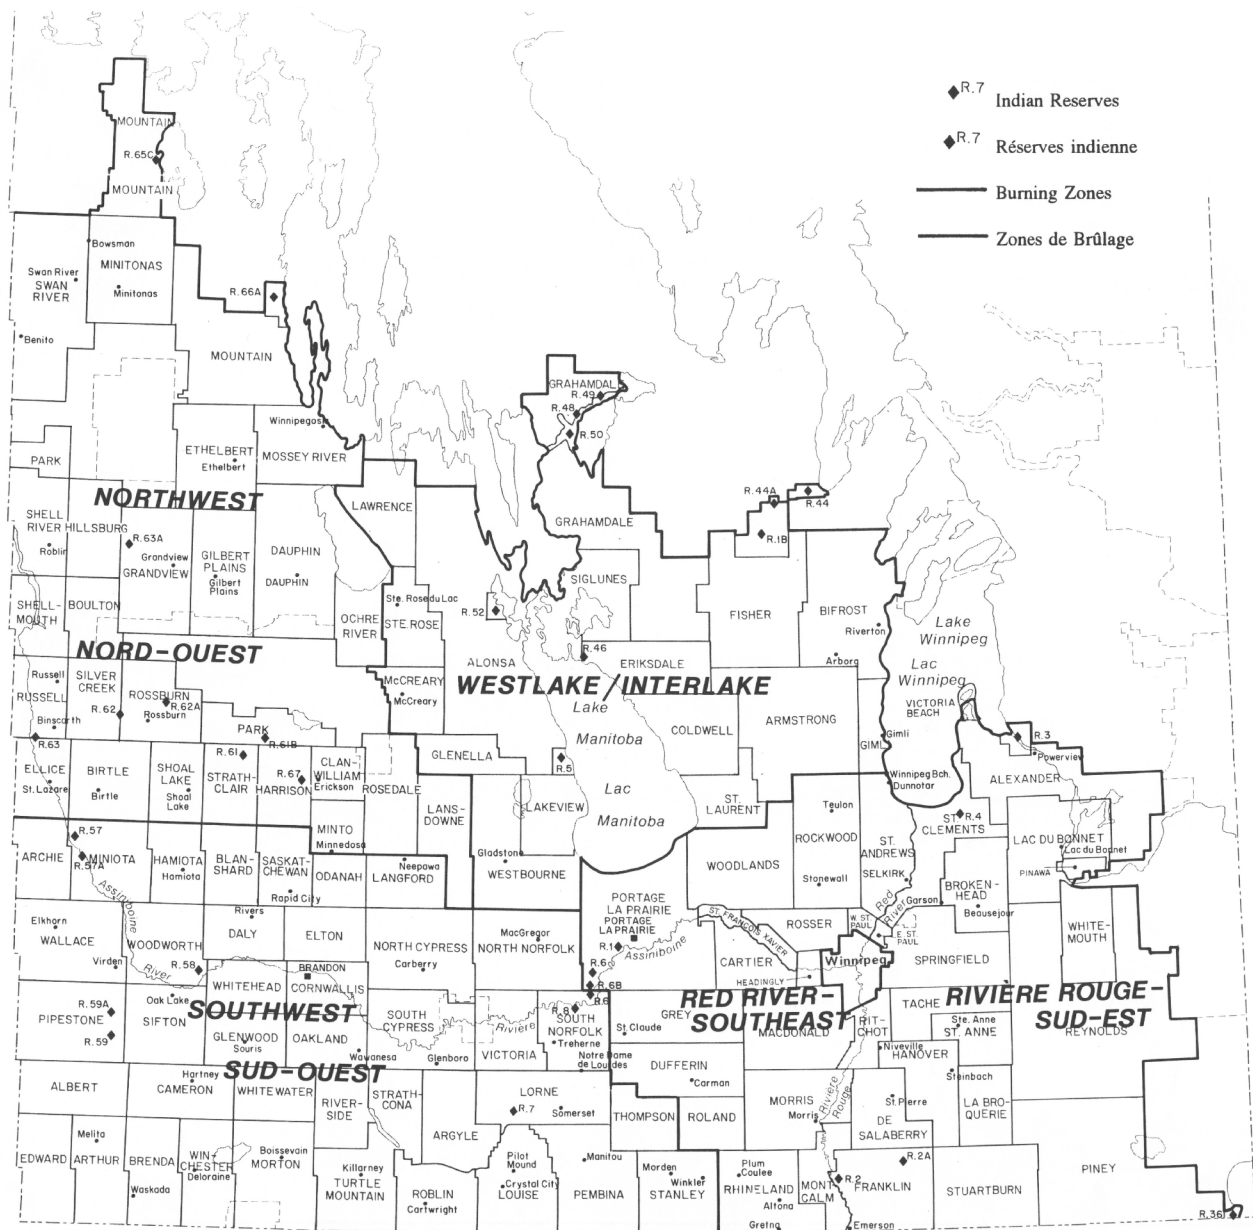 R.7 Indian Reserves
R.7 Réserves indienne
Burning Zones
Zones de Brûlage
MOUNTAIN
R.65C
MOUNTAIN
Bowsman
MINITONAS
Swan River
SWAN
RIVER
Minitonas
R.66A
Benito
MOUNTAIN
GRAHAMDAL
R.49
R.48
R.50
Winnipegosis
ETHELBERT
Ethelbert
MOSSEY RIVER
PARK
NORTHWEST
LAWRENCE
R.44A
R.44
GRAHAMDALE
R.1B
SHELL
RIVER
HILLSBURG
Roblin
R.63A
Grandview
GRANDVIEW
GILBERT
PLAINS
Gilbert
Plains
DAUPHIN
DAUPHIN
SIGLUNES
SHELL-
MOUTH
BOULTON
OCHRE
RIVER
Ste. Rose du Lac
STE. ROSE
R.52
FISHER
BIFROST
Riverton
Arborg
Lake
Winnipeg
Lac
Winnipeg
VICTORIA
BEACH
NORD-OUEST
R.46
ERIKSDALE
ALONSA
WESTLAKE/INTERLAKE
Russell
RUSSELL
Binscarth
SILVER
CREEK
R.62
ROSSBURN
R.62A
Rossburn
McCREARY
McCreary
Lake
Manitoba
Lac
Manitoba
COLDWELL
ARMSTRONG
GIMLI
Gimli
R.3
Powerview
PARK
R.61B
R.63
R.61
GLENELLA
R.5
ELLICE
St. Lazare
BIRTLE
Birtle
SHOAL
LAKE
Shoal
Lake
STRATH-
CLAIR
R.67
HARRISON
CLAN-
WILLIAM
Erickson
ROSEDALE
LANS-
DOWNE
LAKEVIEW
ST.
LAURENT
Winnipeg Bch.
Dunnotar
ALEXANDER
Teulon
ROCKWOOD
Stonewall
ST.
CLEMENTS
R.4
LAC DU BONNET
Lac du Bonnet
PINAWA
R.57
R.57A
ARCHIE
MINIOTA
HAMIOTA
Hamiota
BLAN-
SHARD
SASKAT-
CHEWAN
Rapid City
MINTO
Minnedosa
ODANAH
Neepawa
LANGFORD
Gladstone
WESTBOURNE
WOODLANDS
ST.
ANDREWS
SELKIRK
Garson
BROKEN-
HEAD
Beausejour
Assiniboine
River
Elkhorn
WALLACE
Virden
WOODWORTH
R.58
Rivers
DALY
ELTON
NORTH CYPRESS
Carberry
MacGregor
NORTH NORFOLK
PORTAGE
LA PRAIRIE
PORTAGE
LA PRAIRIE
R.1
Assiniboine
ST. FRANCOIS XAVIER
CARTIER
ROSSER
W. ST.
PAUL
E. ST.
PAUL
Red
River
Winnipeg
HEADINGLY
SPRINGFIELD
WHITE-
MOUTH
R.6
R.6B
R.6
WHITEHEAD
BRANDON
CORNWALLIS
SOUTHWEST
R.59A
PIPESTONE
R.59
Oak Lake
SIFTON
GLENWOOD
Souris
OAKLAND
Wawanesa
SOUTH
CYPRESS
Glenboro
Rivière
VICTORIA
R.8
SOUTH
NORFOLK
Treherne
Notre Dame
de Lourdes
St. Claude
GREY
RED RIVER-
SOUTHEAST
MACDONALD
RIT-
CHOT
TACHE
Ste. Anne
ST. ANNE
RIVIÈRE ROUGE-
SUD-EST
REYNOLDS
Niveville
HANOVER
Steinbach
SUD-OUEST
ALBERT
Hartney
CAMERON
WHITEWATER
RIVER-
SIDE
STRATH-
CONA
ARGYLE
LORNE
R.7
Somerset
DUFFERIN
Carman
THOMPSON
ROLAND
MORRIS
Morris
Rivière
Rouge
St. Pierre
DE
SALABERRY
LA BRO-
QUERIE
EDWARD
Melita
ARTHUR
BRENDA
Waskada
WIN-
CHESTER
Deloraine
Boissevain
MORTON
Killarney
TURTLE
MOUNTAIN
ROBLIN
Cartwright
Pilot
Mound
Crystal City
LOUISE
Manitou
PEMBINA
Morden
Winkler
STANLEY
Plum
Coulee
RHINELAND
Altona
Gretna
MONT
CALM
R.2
R.2A
FRANKLIN
Emerson
STUARTBURN
PINEY
R.36